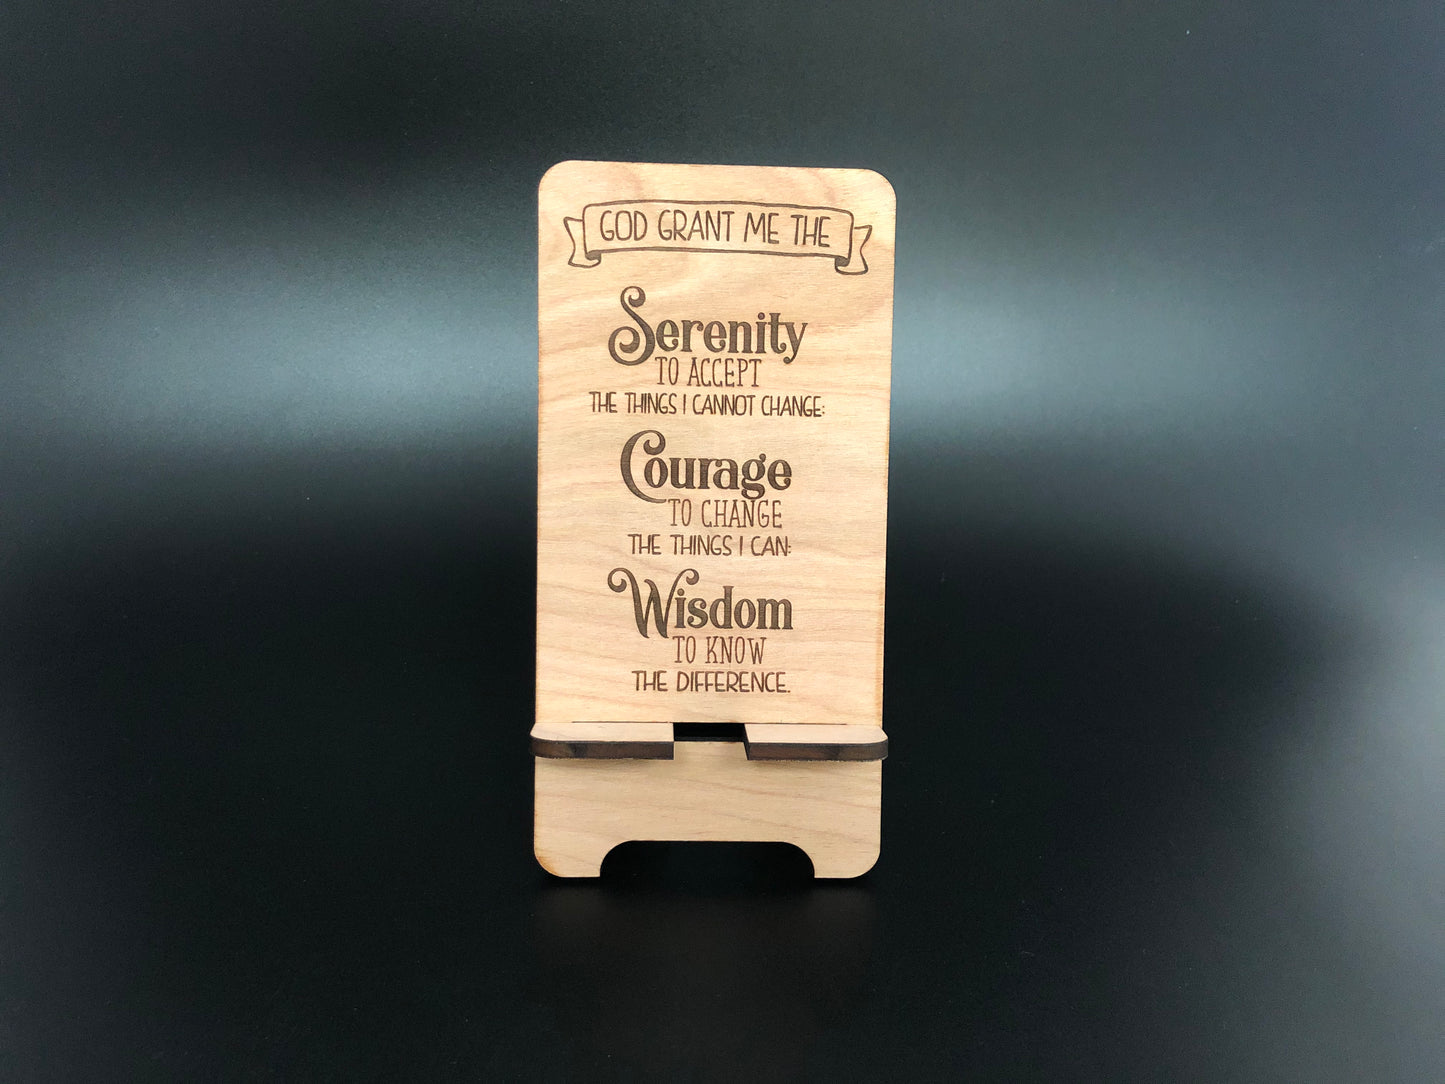 GOD GRANT ME THE
Serenity
TO ACCEPT
THE THINGS I CANNOT CHANGE:
Courage
TO CHANGE
THE THINGS I CAN:
Wisdom
TO KNOW
THE DIFFERENCE.